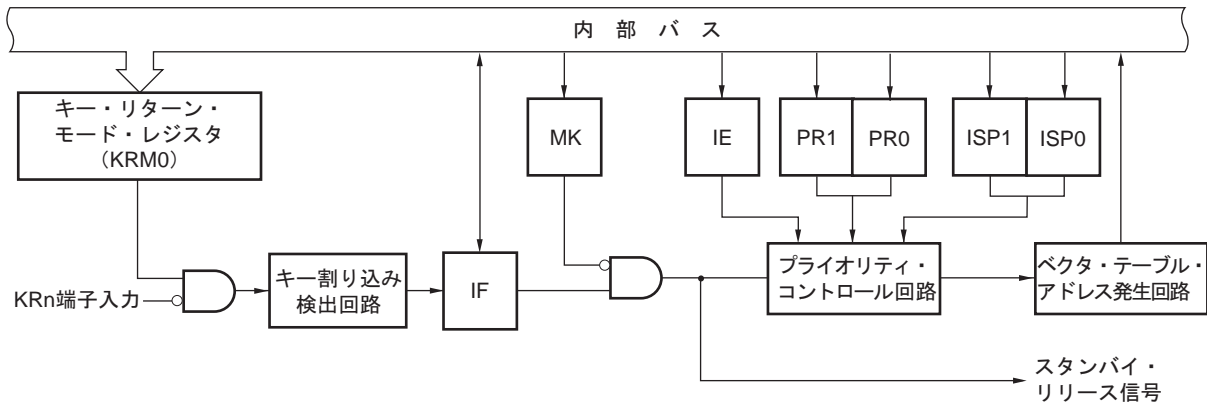 内 部 バ ス
キー・リターン・
モード・レジスタ
（KRM0）
MK
IE
PR1
PR0
ISP1
ISP0
KRn端子入力
キー割り込み
検出回路
IF
プライオリティ・
コントロール回路
ベクタ・テーブル・
アドレス発生回路
スタンバイ・
リリース信号